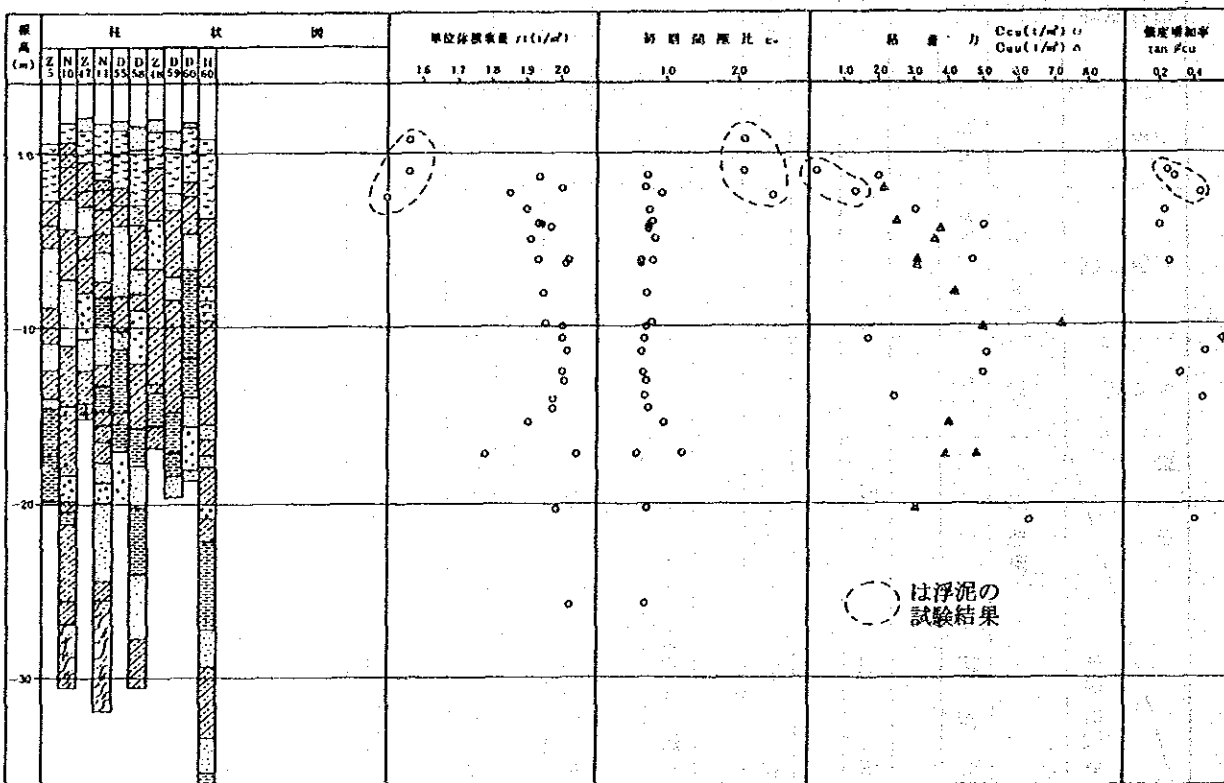 標高
(m)
柱 状 図
Z
5
N
10
Z
47
N
11
D
55
D
58
Z
48
D
59
D
60
H
60
単位体積重量 γt(t/㎥)
1.6 1.7 1.8 1.9 2.0
初期間隙比 e。
1.0 2.0
粘着力 Ccu(t/㎡) ○
Cuu(t/㎡) △
1.0 2.0 3.0 4.0 5.0 6.0 7.0 8.0
強度増加率
tan φcu
0.2 0.4
-10
-20
-30
は浮泥の
試験結果